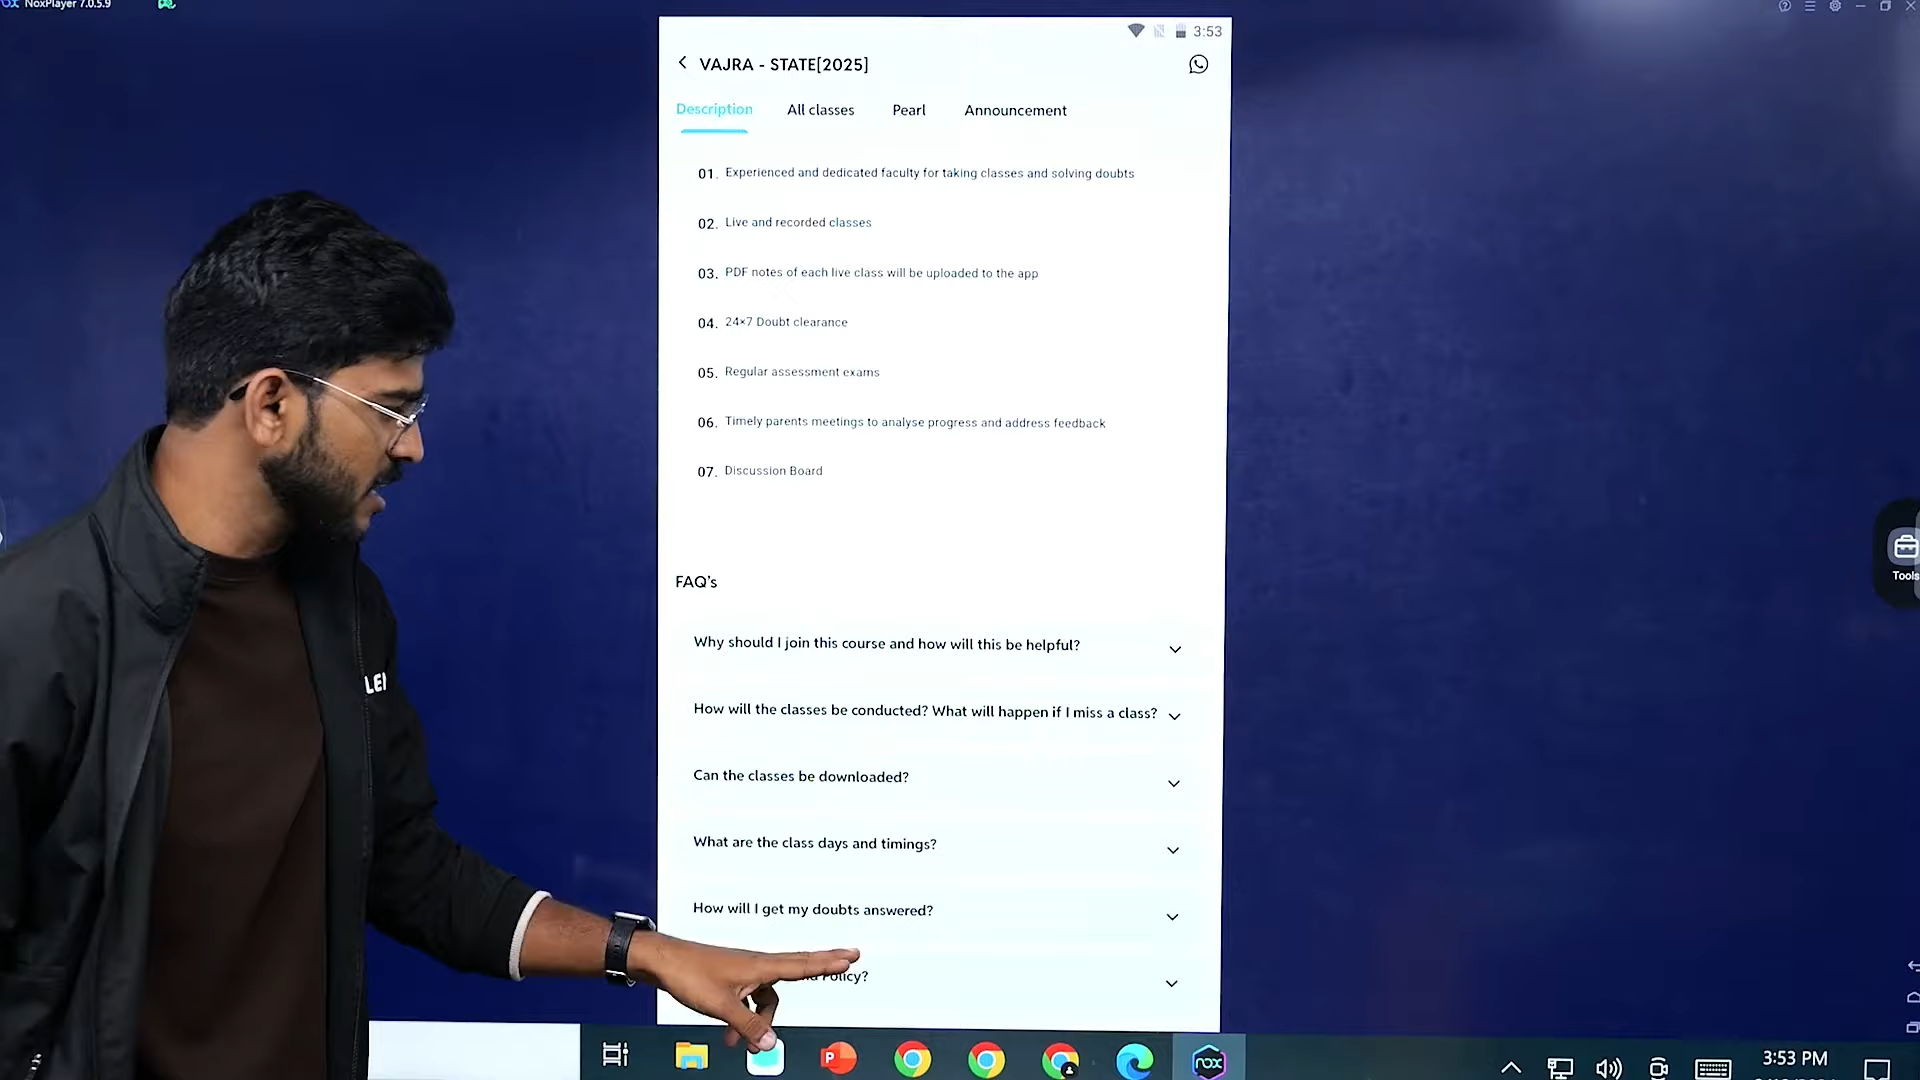 NoxPlayer 7.0.5.9
3:53
VAJRA - STATE[2025]
Description
All classes
Pearl
Announcement
01. Experienced and dedicated faculty for taking classes and solving doubts
02. Live and recorded classes
03. PDF notes of each live class will be uploaded to the app
04. 24×7 Doubt clearance
05. Regular assessment exams
06. Timely parents meetings to analyse progress and address feedback
07. Discussion Board
FAQ's
Why should I join this course and how will this be helpful?
How will the classes be conducted? What will happen if I miss a class?
Can the classes be downloaded?
What are the class days and timings?
How will I get my doubts answered?
Policy?
Tools
nox
3:53 PM